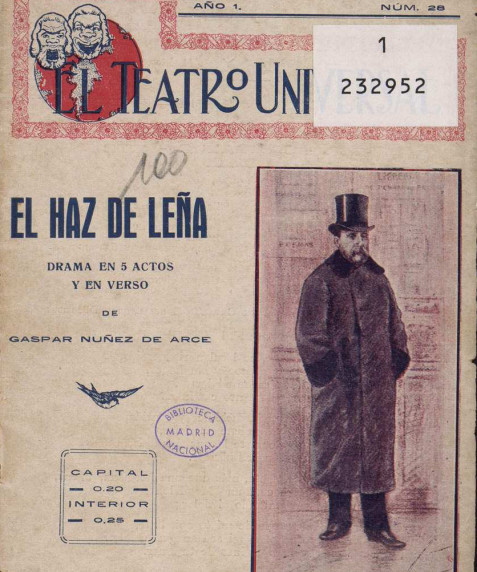 AÑO 1.
NÚM. 28
EL TEATRO UNIVERSAL
1
232952
100
EL HAZ DE LEÑA
DRAMA EN 5 ACTOS
Y EN VERSO
DE
GASPAR NUÑEZ DE ARCE
BIBLIOTECA
MADRID
NACIONAL
CAPITAL
0.20
INTERIOR
0,25